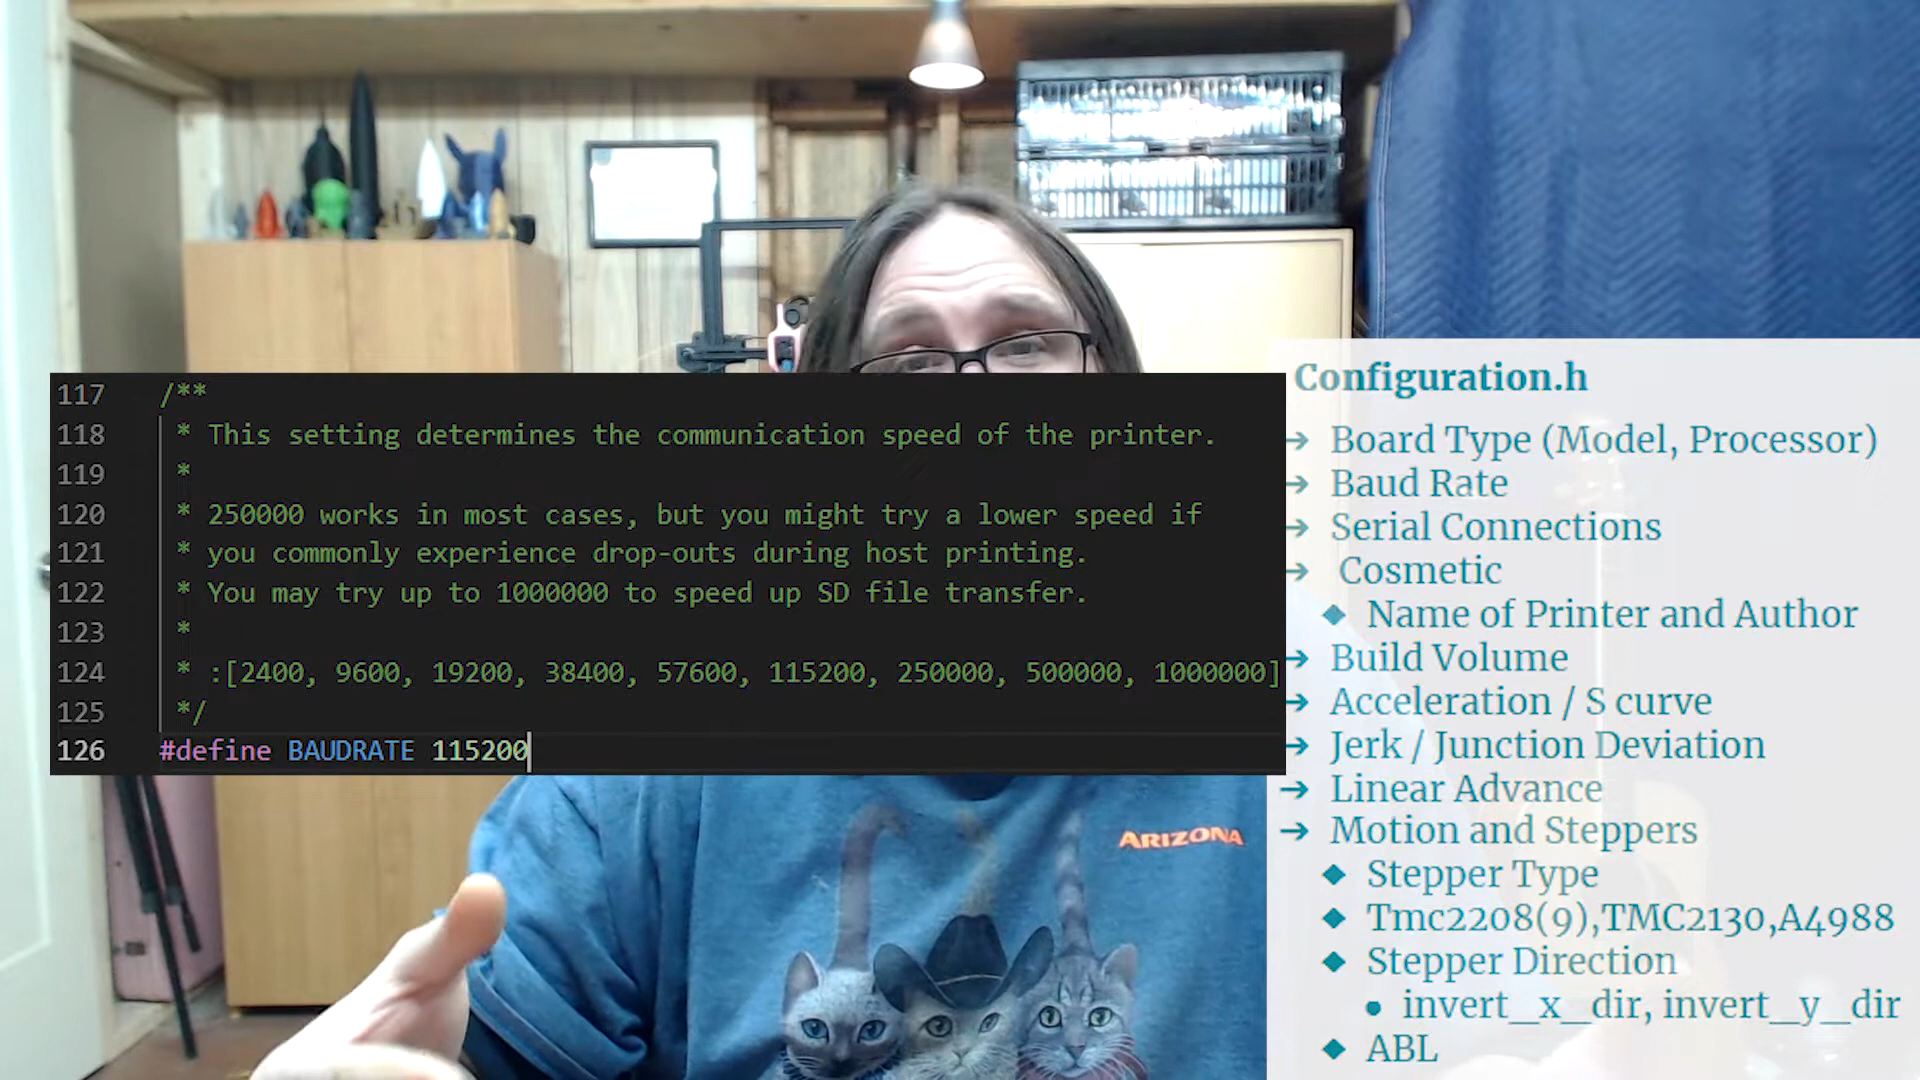 117 /**
118 * This setting determines the communication speed of the printer.
119 *
120 * 250000 works in most cases, but you might try a lower speed if
121 * you commonly experience drop-outs during host printing.
122 * You may try up to 1000000 to speed up SD file transfer.
123 *
124 * :[2400, 9600, 19200, 38400, 57600, 115200, 250000, 500000, 1000000]
125 */
126 #define BAUDRATE 115200
Configuration.h
→ Board Type (Model, Processor)
→ Baud Rate
→ Serial Connections
→ Cosmetic
◆ Name of Printer and Author
→ Build Volume
→ Acceleration / S curve
→ Jerk / Junction Deviation
→ Linear Advance
→ Motion and Steppers
◆ Stepper Type
◆ Tmc2208(9),TMC2130,A4988
◆ Stepper Direction
● invert_x_dir, invert_y_dir
◆ ABL
ARIZONA